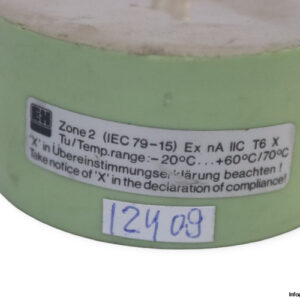 Zone 2 (IEC 79-15) Ex nA IIC T6 X
Tu/Temp.range:-20°C...+60°C/70°C
'X' in Übereinstimmungserklärung beachten!
Take notice of 'X' in the declaration of compliance!
12409